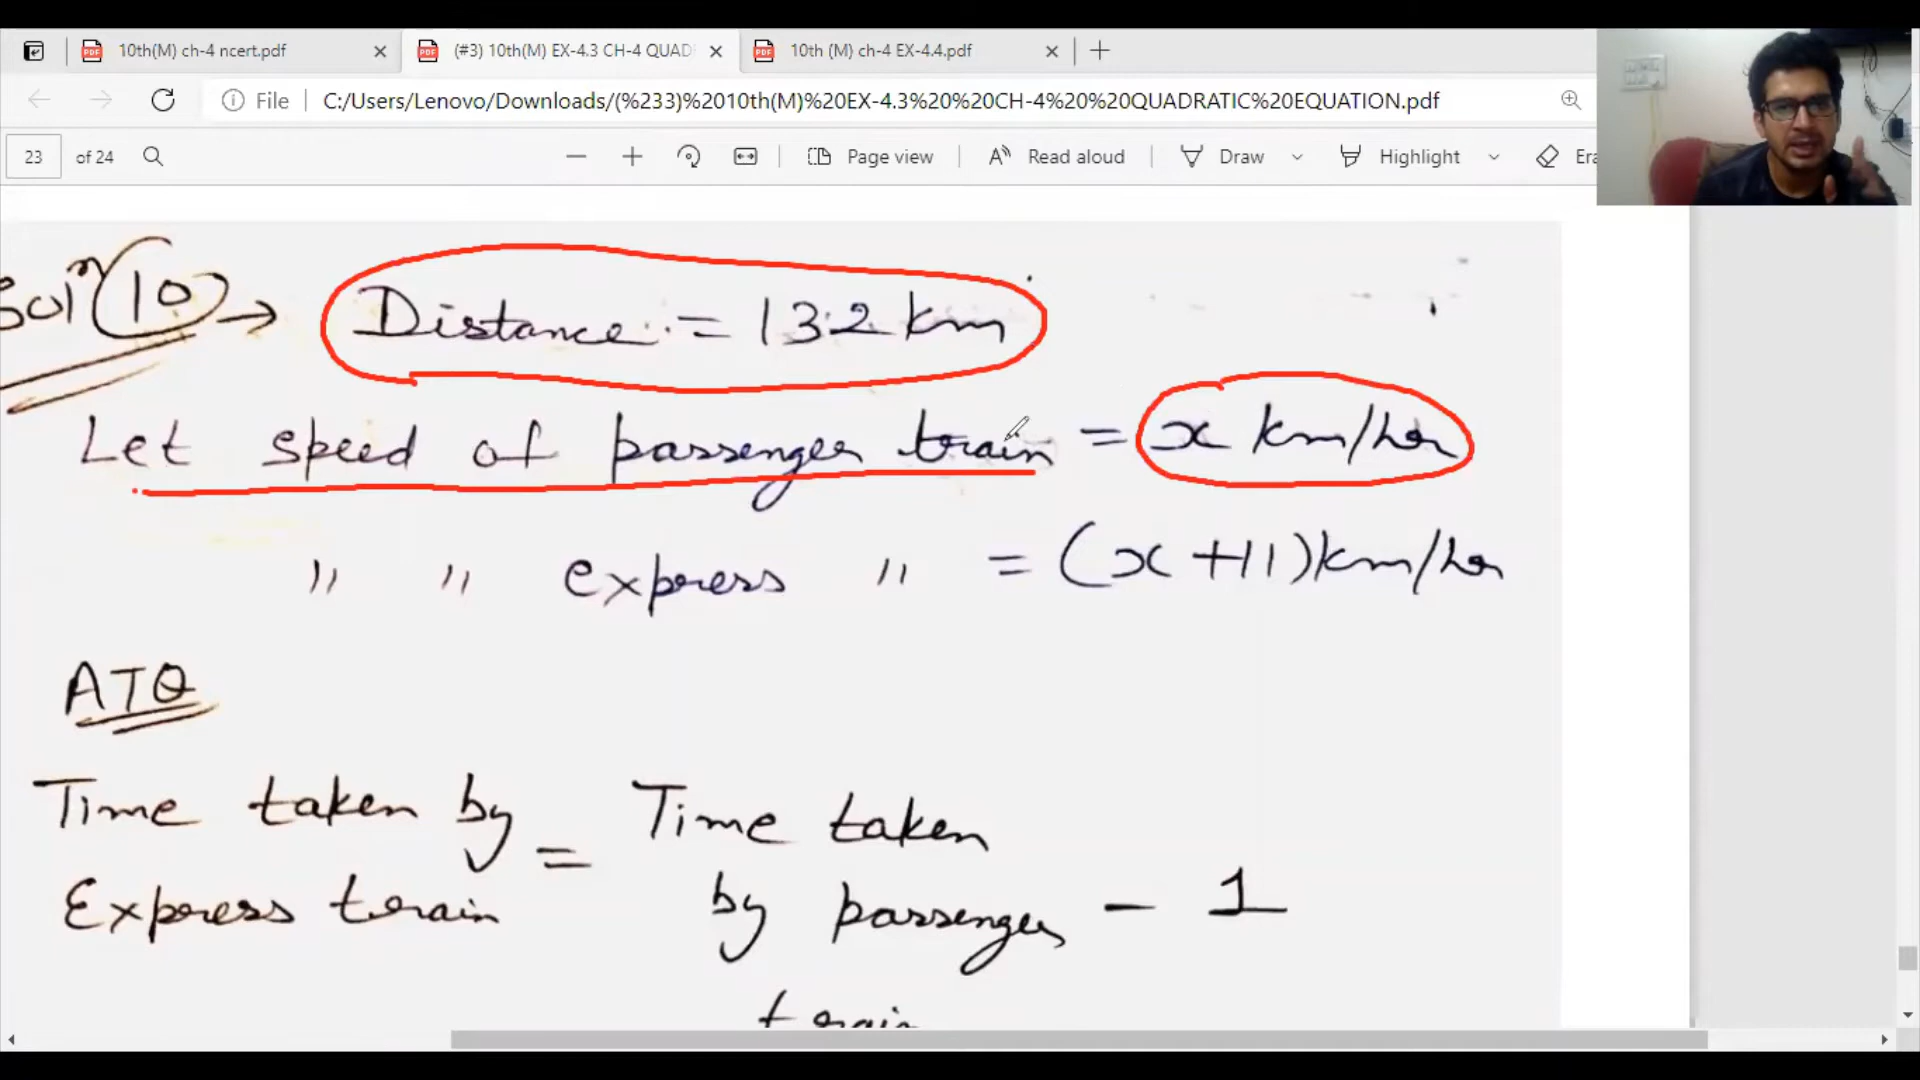 10th(M) ch-4 ncert.pdf
(#3) 10th(M) EX-4.3 CH-4 QUAD
10th (M) ch-4 EX-4.4.pdf
File C:/Users/Lenovo/Downloads/(%233)%2010th(M)%20EX-4.3%20%20CH-4%20%20QUADRATIC%20EQUATION.pdf
23 of 24 Page view Read aloud Draw Highlight Era
Solⁿ (10) → Distance = 132 km
Let speed of passenger train = x km/hr
" " express " = (x+11) km/hr
ATQ
Time taken by = Time taken
Express train by passenger - 1
train